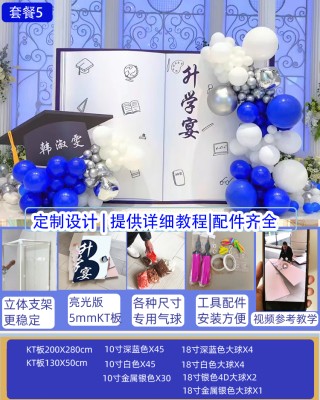 套餐5
升学宴
韩淑雯
定制设计 | 提供详细教程|配件齐全
升学宴
立体支架
更稳定
亮光版
5mmKT板
各种尺寸
专用气球
工具配件
安装方便
视频参考教学
KT板200X280cm
KT板130X50cm
10寸深蓝色X45
10寸白色X45
10寸金属银色X30
18寸深蓝色大球X4
18寸白色大球X4
18寸银色4D大球X2
18寸金属银色大球X1